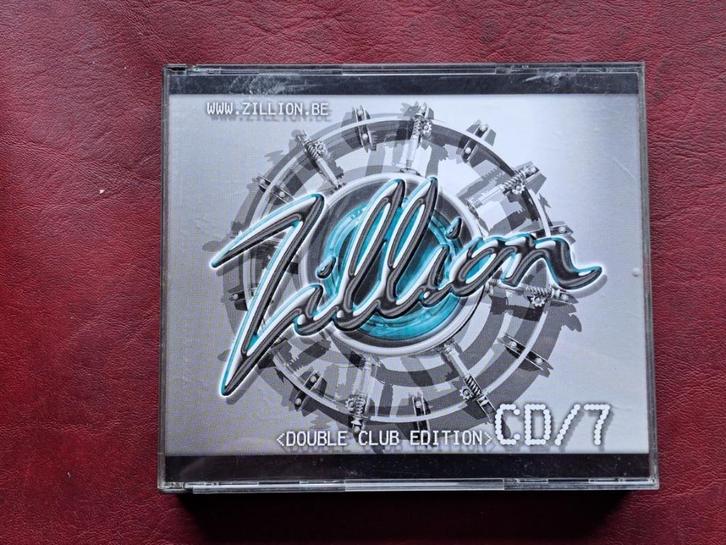 WWW.ZILLION.BE
Zillion
<DOUBLE CLUB EDITION>
CD/7